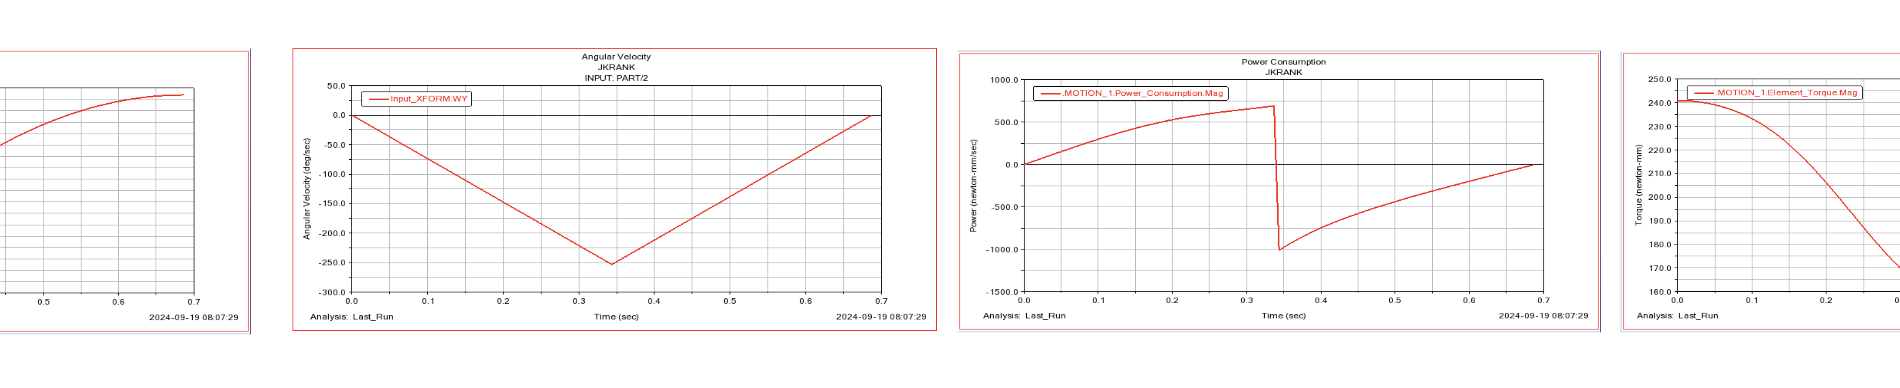 0.5 0.6 0.7
2024-09-19 08:07:29
Angular Velocity
JKRANK
INPUT: PART/2
Input_XFORM.WY
50.0
0.0
-50.0
-100.0
-150.0
-200.0
-250.0
-300.0
Angular Velocity (deg/sec)
0.0 0.1 0.2 0.3 0.4 0.5 0.6 0.7
Analysis: Last_Run Time (sec) 2024-09-19 08:07:29
Power Consumption
JKRANK
.MOTION_1.Power_Consumption.Mag
1000.0
500.0
0.0
-500.0
-1000.0
-1500.0
Power (newton-mm/sec)
0.0 0.1 0.2 0.3 0.4 0.5 0.6 0.7
Analysis: Last_Run Time (sec) 2024-09-19 08:07:29
.MOTION_1.Element_Torque.Mag
250.0
240.0
230.0
220.0
210.0
200.0
190.0
180.0
170.0
160.0
Torque (newton-mm)
0.0 0.1 0.2
Analysis: Last_Run